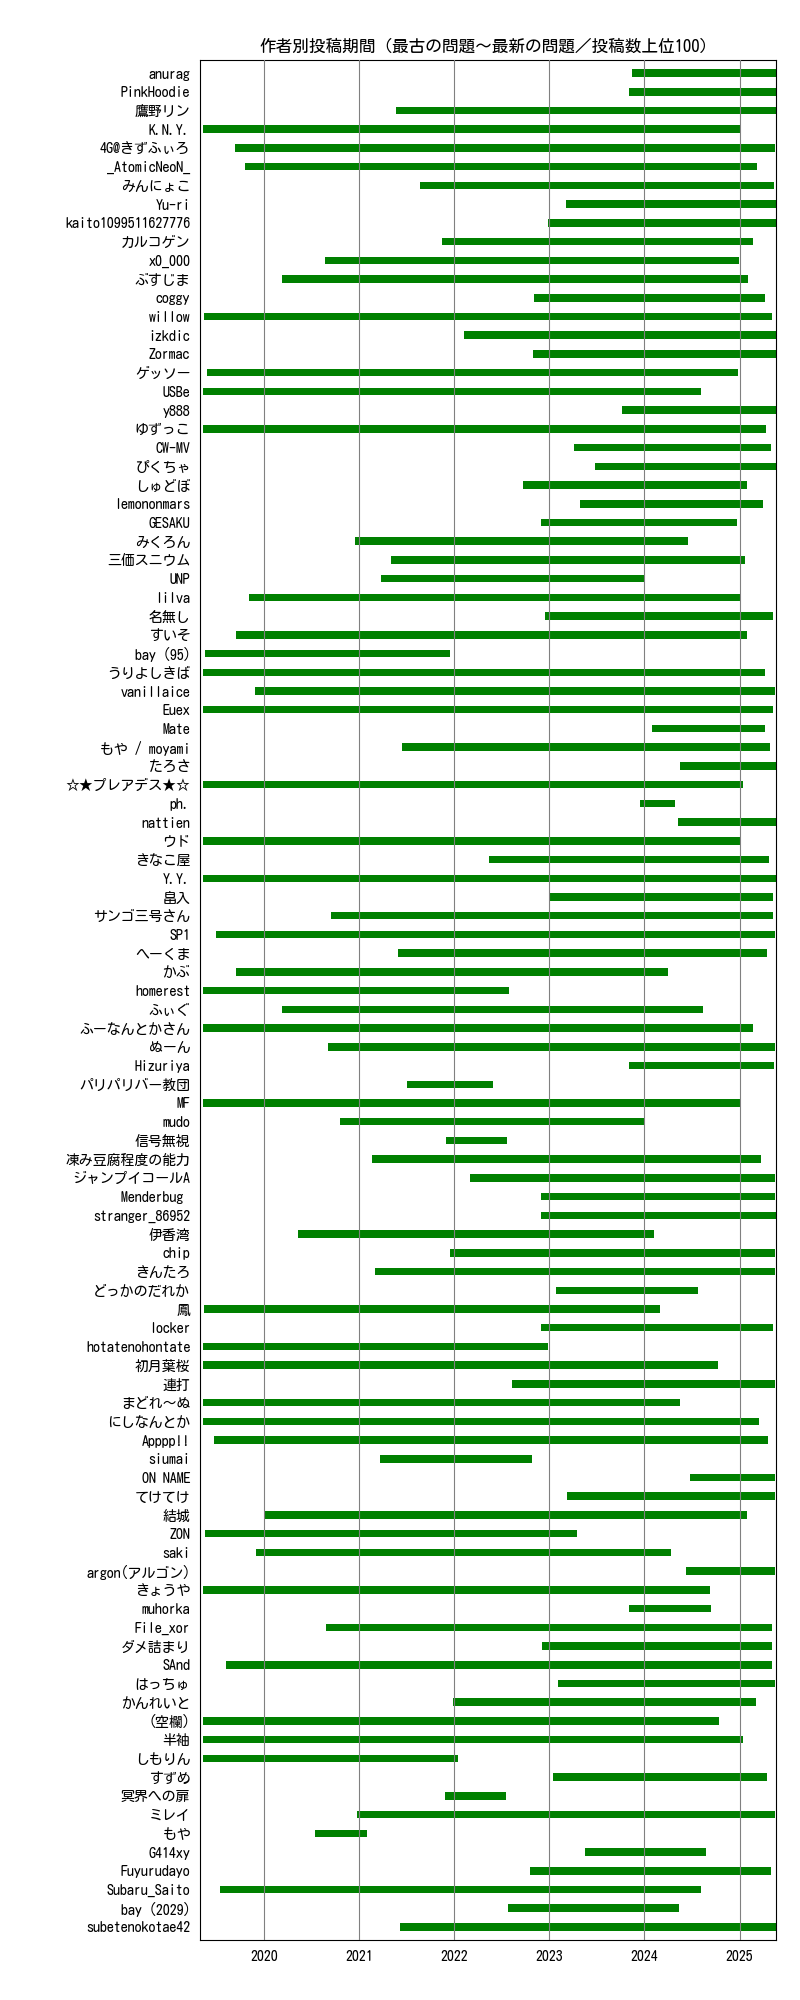 作者別投稿期間 (最古の問題～最新の問題／投稿数上位100)
anurag
PinkHoodie
鷹野リン
K.N.Y.
4G@きずふぃろ
_AtomicNeoN_
みんにょこ
Yu-ri
kaito1099511627776
カルコゲン
x0_000
ぶすじま
coggy
willow
izkdic
Zormac
ゲッソー
USBe
y888
ゆずっこ
CW-MV
ぴくちゃ
しゅどぼ
lemononmars
GESAKU
みくろん
三価スニウム
UNP
lilva
名無し
すいそ
bay (95)
うりよしきば
vanillaice
Euex
Mate
もや / moyami
たろさ
☆★プレアデス★☆
ph.
nattien
ウド
きなこ屋
Y.Y.
畠入
サンゴ三号さん
SP1
へーくま
かぶ
homerest
ふぃぐ
ふーなんとかさん
ぬーん
Hizuriya
パリパリバー教団
MF
mudo
信号無視
凍み豆腐程度の能力
ジャンプイコールA
Menderbug
stranger_86952
伊香湾
chip
きんたろ
どっかのだれか
鳳
locker
hotatenohontate
初月葉桜
連打
まどれ～ぬ
にしなんとか
Appppll
siumai
ON NAME
てけてけ
結城
ZON
saki
argon(アルゴン)
きょうや
muhorka
File_xor
ダメ詰まり
SAnd
はっちゅ
かんれいと
(空欄)
半袖
しもりん
すずめ
冥界への扉
ミレイ
もや
G414xy
Fuyurudayo
Subaru_Saito
bay (2029)
subetenokotae42
2020 2021 2022 2023 2024 2025